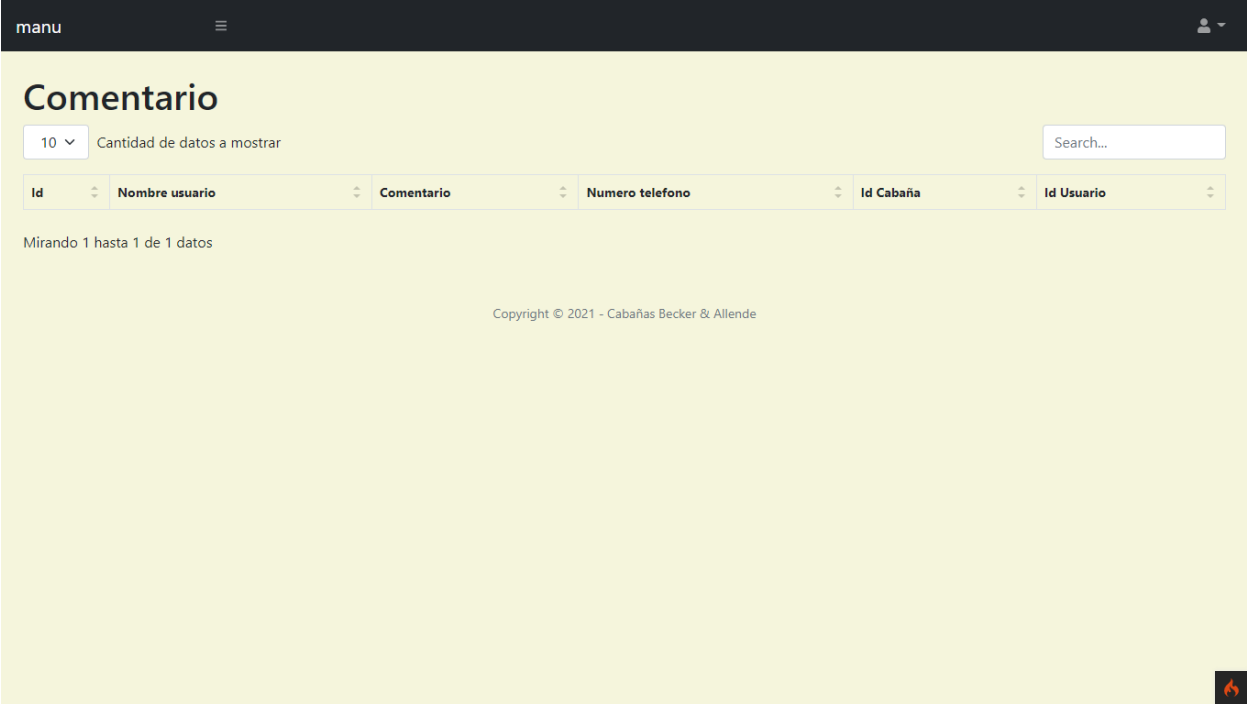 manu
Comentario
10 Cantidad de datos a mostrar Search...
Id Nombre usuario Comentario Numero telefono Id Cabaña Id Usuario
Mirando 1 hasta 1 de 1 datos
Copyright © 2021 - Cabañas Becker & Allende